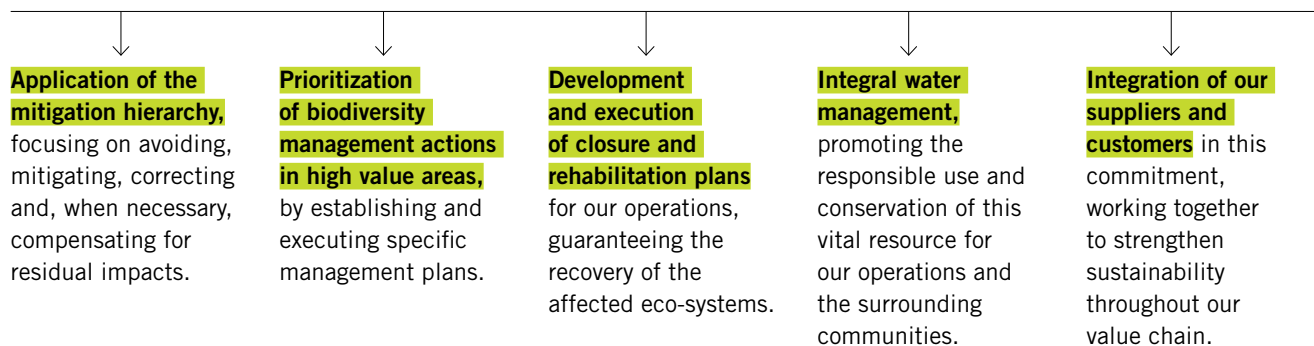 Application of the
mitigation hierarchy,
focusing on avoiding,
mitigating, correcting
and, when necessary,
compensating for
residual impacts.
Prioritization
of biodiversity
management actions
in high value areas,
by establishing and
executing specific
management plans.
Development
and execution
of closure and
rehabilitation plans
for our operations,
guaranteeing the
recovery of the
affected eco-systems.
Integral water
management,
promoting the
responsible use and
conservation of this
vital resource for
our operations and
the surrounding
communities.
Integration of our
suppliers and
customers in this
commitment,
working together
to strengthen
sustainability
throughout our
value chain.